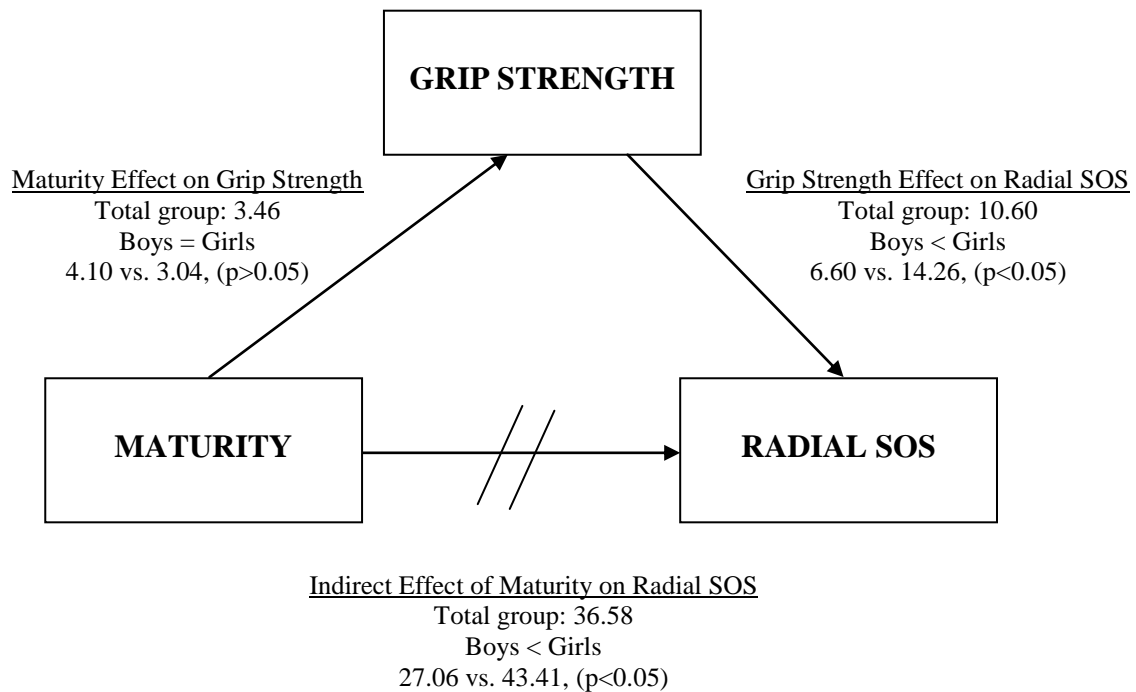 GRIP STRENGTH
Maturity Effect on Grip Strength
Total group: 3.46
Boys = Girls
4.10 vs. 3.04, (p>0.05)
Grip Strength Effect on Radial SOS
Total group: 10.60
Boys < Girls
6.60 vs. 14.26, (p<0.05)
MATURITY
RADIAL SOS
Indirect Effect of Maturity on Radial SOS
Total group: 36.58
Boys < Girls
27.06 vs. 43.41, (p<0.05)